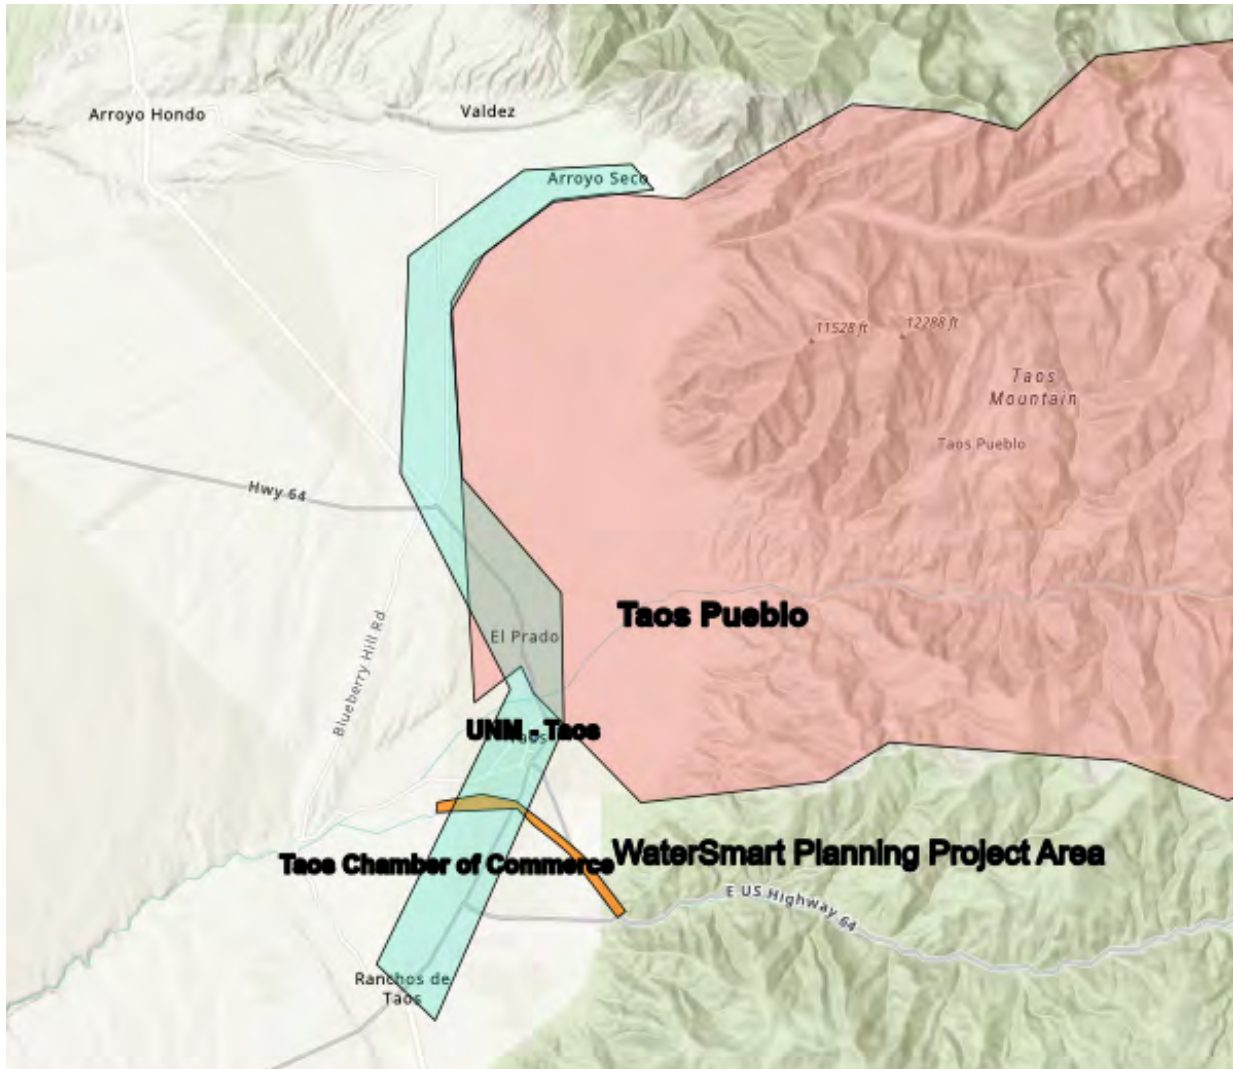 Arroyo Hondo
Valdez
Arroyo Seco
11528 ft
12288 ft
Taos
Mountain
Taos Pueblo
Hwy 64
Blueberry Hill Rd
El Prado
Taos Pueblo
UNM - Taos
Taos
WaterSmart Planning Project Area
Taos Chamber of Commerce
E US Highway 64
Ranchos de
Taos